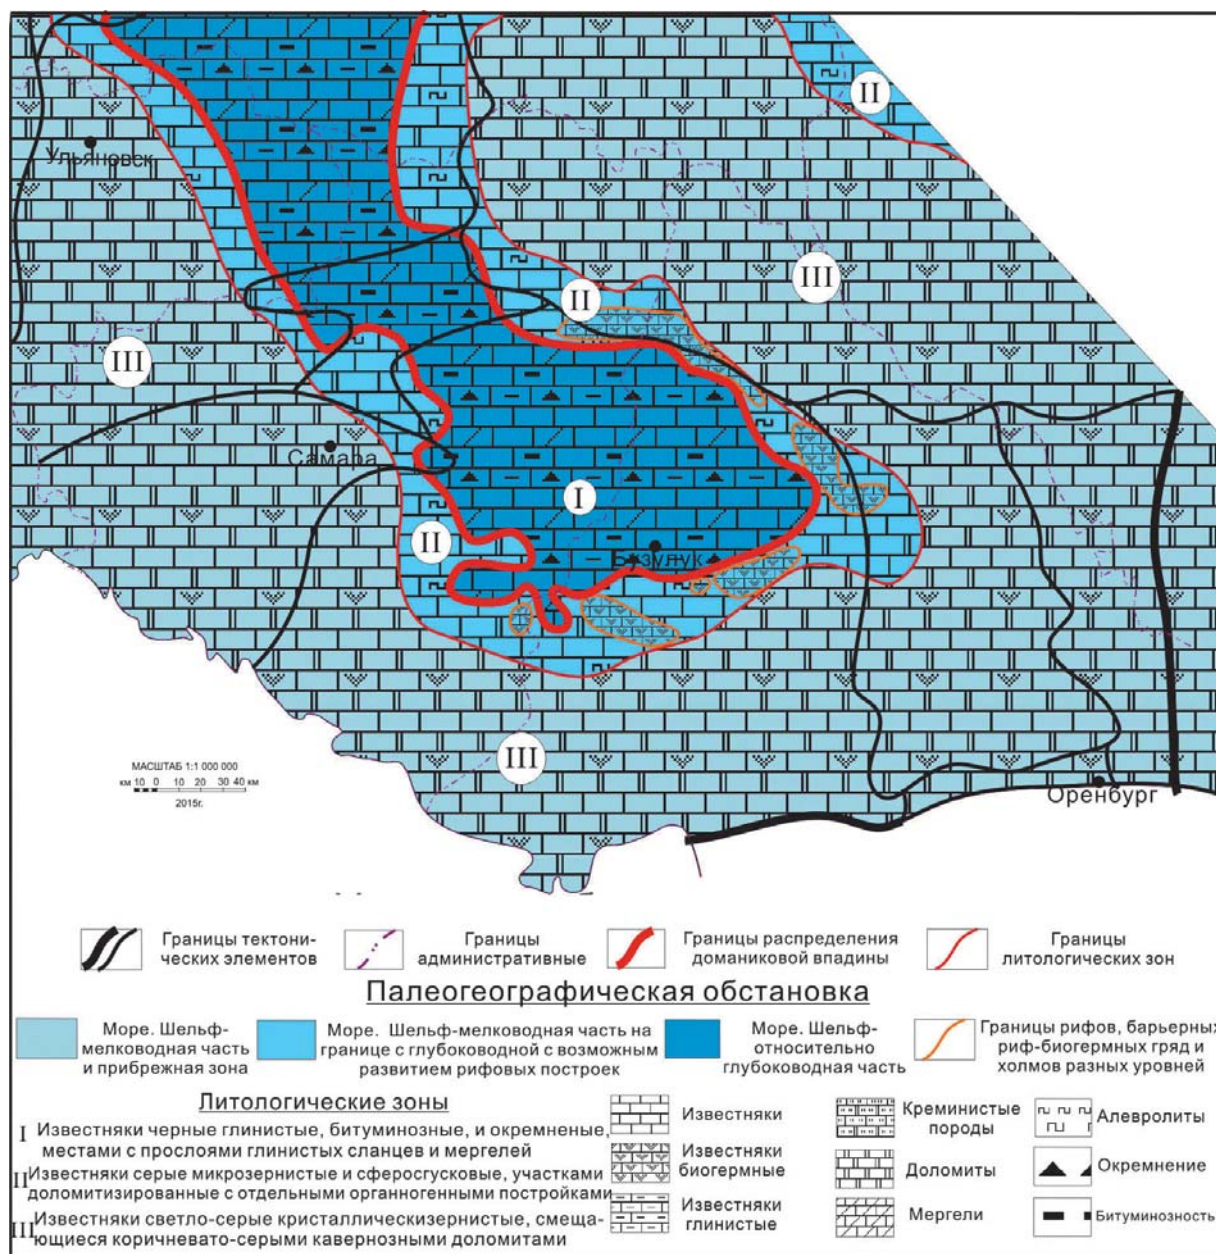 II
Ульяновск
III
II
III
Самара
I
II
Бузулук
III
Оренбург
МАСШТАБ 1:1 000 000
км 10 0 10 20 30 40 км
2015г.
Границы тектони-
ческих элементов
Границы
административные
Границы распределения
доманиковой впадины
Границы
литологических зон
Палеогеографическая обстановка
Море. Шельф-
мелководная часть
и прибрежная зона
Море. Шельф-мелководная часть на
границе с глубоководной с возможным
развитием рифовых построек
Море. Шельф-
относительно
глубоководная часть
Границы рифов, барьерных
риф-биогермных гряд и
холмов разных уровней
Литологические зоны
I Известняки черные глинистые, битуминозные, и окремненые,
местами с прослоями глинистых сланцев и мергелей
II Известняки серые микрозернистые и сферосгусковые, участками
доломитизированные с отдельными органногенными постройками
III Известняки светло-серые кристаллическизернистые, смеща-
ющиеся коричневато-серыми кавернозными доломитами
Известняки
Известняки
биогермные
Известняки
глинистые
Креминистые
породы
Доломиты
Мергели
Алевролиты
Окремнение
Битуминозность